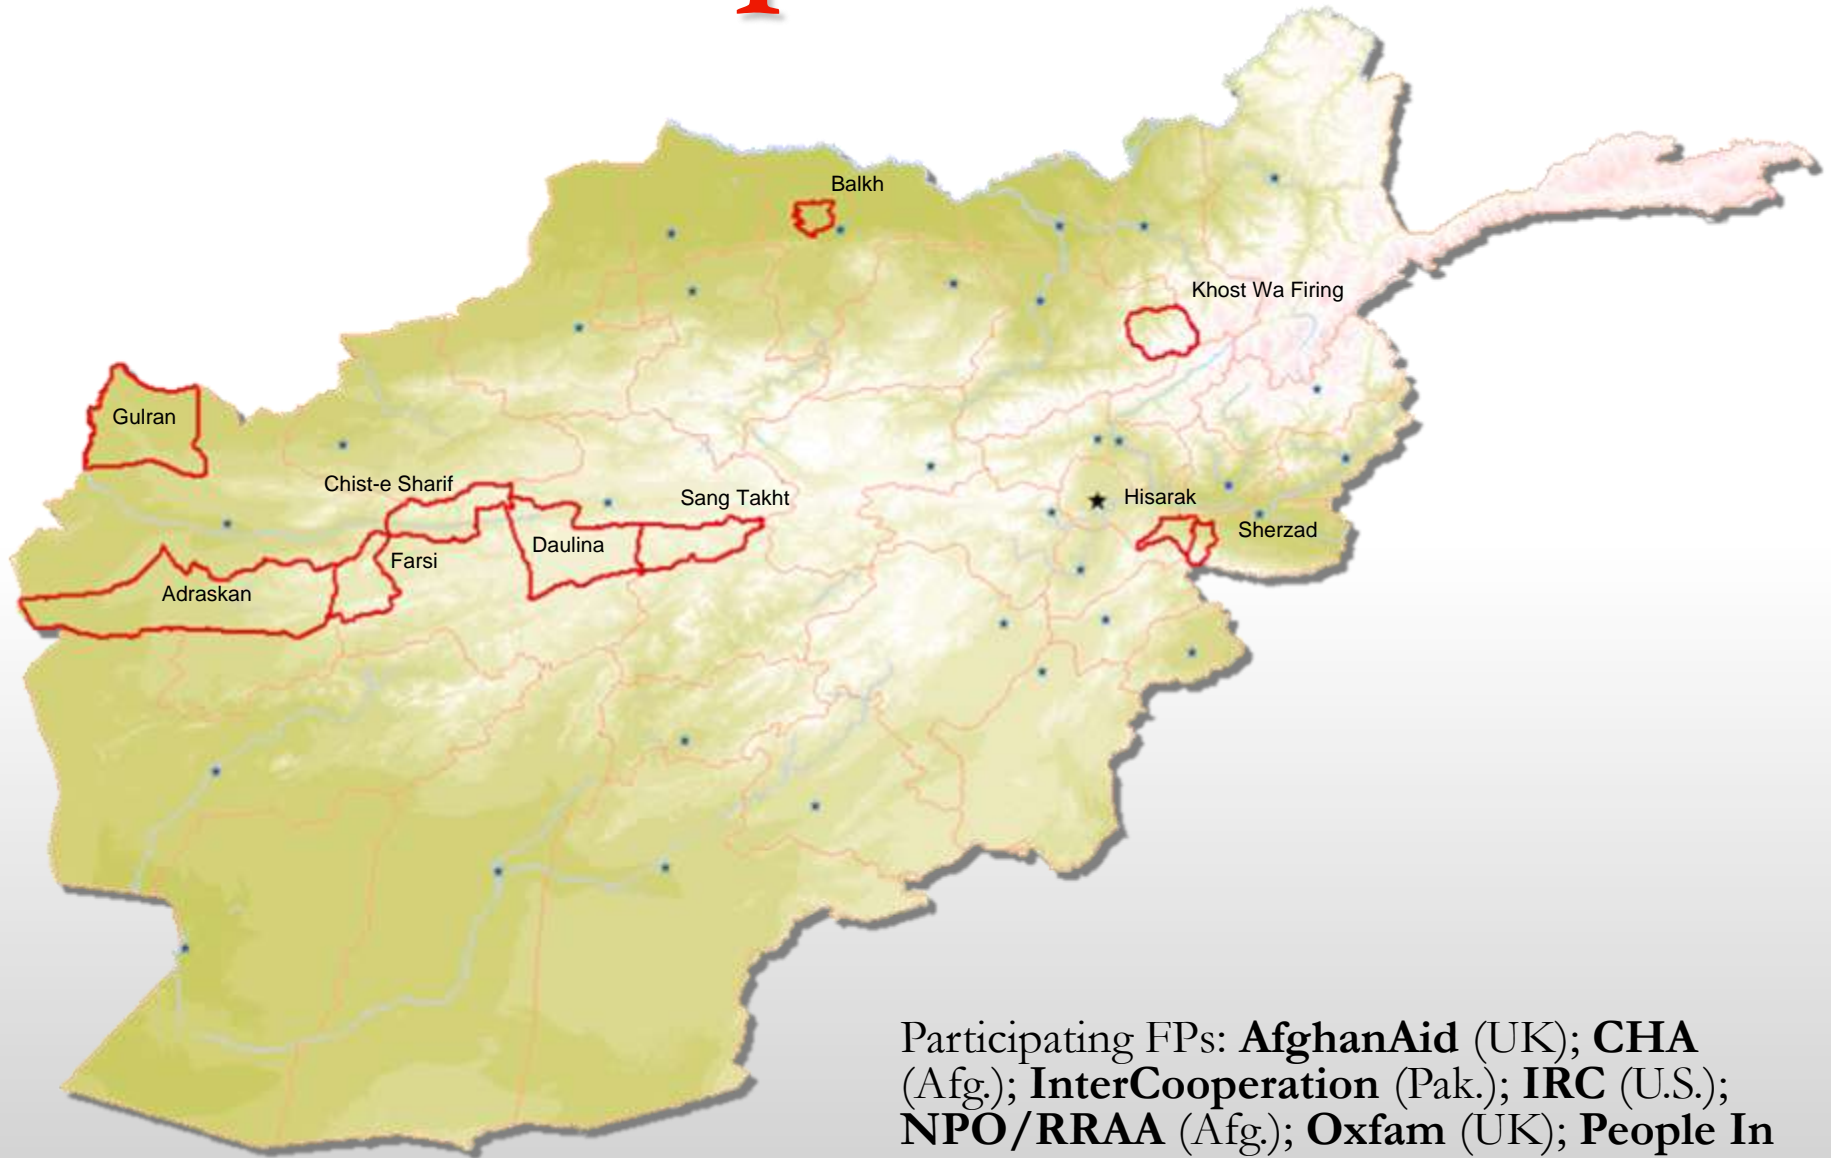 Balkh
Khost Wa Firing
Gulran
Chist-e Sharif
Sang Takht
Hisarak
Sherzad
Daulina
Farsi
Adraskan
Participating FPs: AfghanAid (UK); CHA
(Afg.); InterCooperation (Pak.); IRC (U.S.);
NPO/RRAA (Afg.); Oxfam (UK); People In